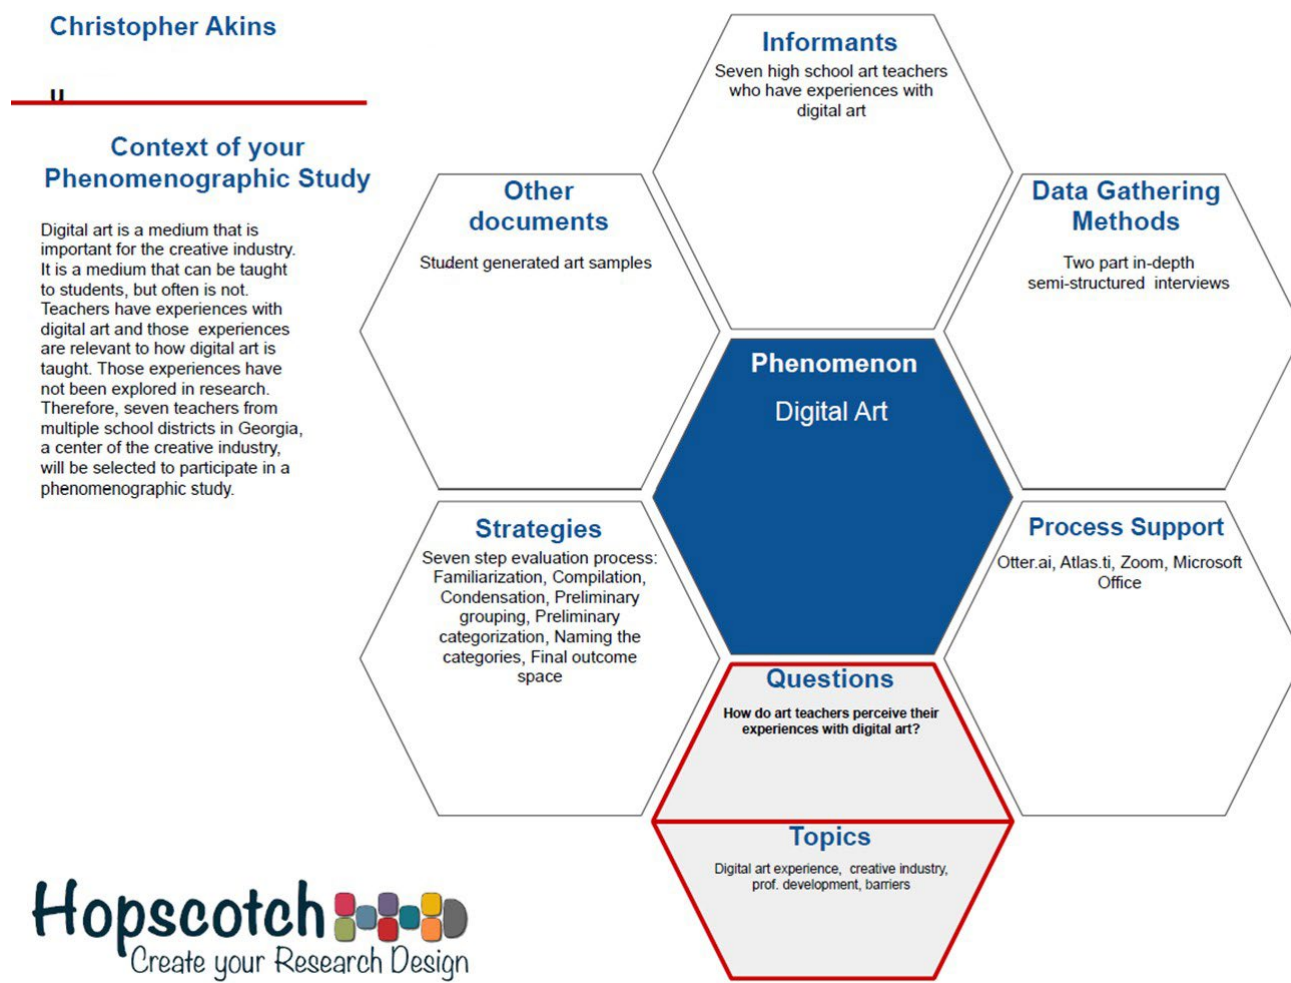 Christopher Akins
u
Context of your
Phenomenographic Study
Digital art is a medium that is
important for the creative industry.
It is a medium that can be taught
to students, but often is not.
Teachers have experiences with
digital art and those  experiences
are relevant to how digital art is
taught. Those experiences have
not been explored in research.
Therefore, seven teachers from
multiple school districts in Georgia,
a center of the creative industry,
will be selected to participate in a
phenomenographic study.
Informants
Seven high school art teachers
who have experiences with
digital art
Other
documents
Student generated art samples
Data Gathering
Methods
Two part in-depth
semi-structured  interviews
Phenomenon
Digital Art
Strategies
Seven step evaluation process:
Familiarization, Compilation,
Condensation, Preliminary
grouping, Preliminary
categorization, Naming the
categories, Final outcome
space
Process Support
Otter.ai, Atlas.ti, Zoom, Microsoft
Office
Questions
How do art teachers perceive their
experiences with digital art?
Topics
Digital art experience,  creative industry,
prof. development, barriers
Hopscotch
Create your Research Design